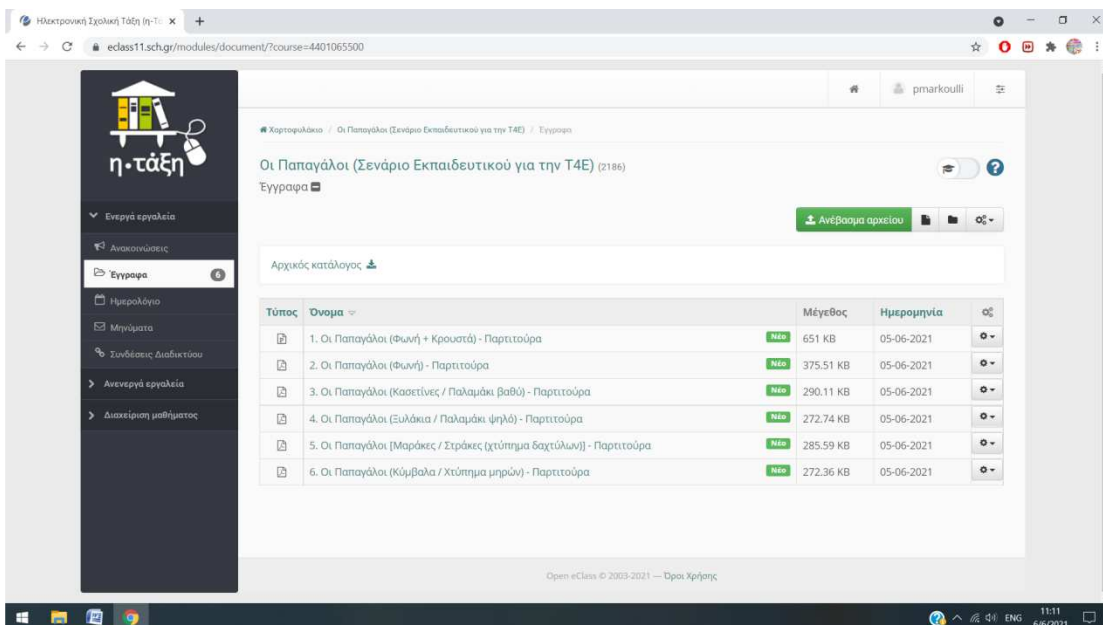 Ηλεκτρονική Σχολική Τάξη (η-Τά
eclass11.sch.gr/modules/document/?course=4401065500
η·τάξη
pmarkoulli
Χαρτοφυλάκιο / Οι Παπαγάλοι (Σενάριο Εκπαιδευτικού για την Τ4Ε) / Έγγραφα
Οι Παπαγάλοι (Σενάριο Εκπαιδευτικού για την Τ4Ε) (2186)
Έγγραφα
Ανέβασμα αρχείου
Ενεργά εργαλεία
Ανακοινώσεις
Έγγραφα 6
Ημερολόγιο
Μηνύματα
Συνδέσεις Διαδικτύου
Ανενεργά εργαλεία
Διαχείριση μαθήματος
Αρχικός κατάλογος
Τύπος Όνομα Μέγεθος Ημερομηνία
1. Οι Παπαγάλοι (Φωνή + Κρουστά) - Παρτιτούρα Νέο 651 KB 05-06-2021
2. Οι Παπαγάλοι (Φωνή) - Παρτιτούρα Νέο 375.51 KB 05-06-2021
3. Οι Παπαγάλοι (Κασετίνες / Παλαμάκι βαθύ) - Παρτιτούρα Νέο 290.11 KB 05-06-2021
4. Οι Παπαγάλοι (Ξυλάκια / Παλαμάκι ψηλό) - Παρτιτούρα Νέο 272.74 KB 05-06-2021
5. Οι Παπαγάλοι [Μαράκες / Στράκες (χτύπημα δαχτύλων)] - Παρτιτούρα Νέο 285.59 KB 05-06-2021
6. Οι Παπαγάλοι (Κύμβαλα / Χτύπημα μηρών) - Παρτιτούρα Νέο 272.36 KB 05-06-2021
Open eClass © 2003-2021 — Όροι Χρήσης
ENG
11:11
6/6/2021